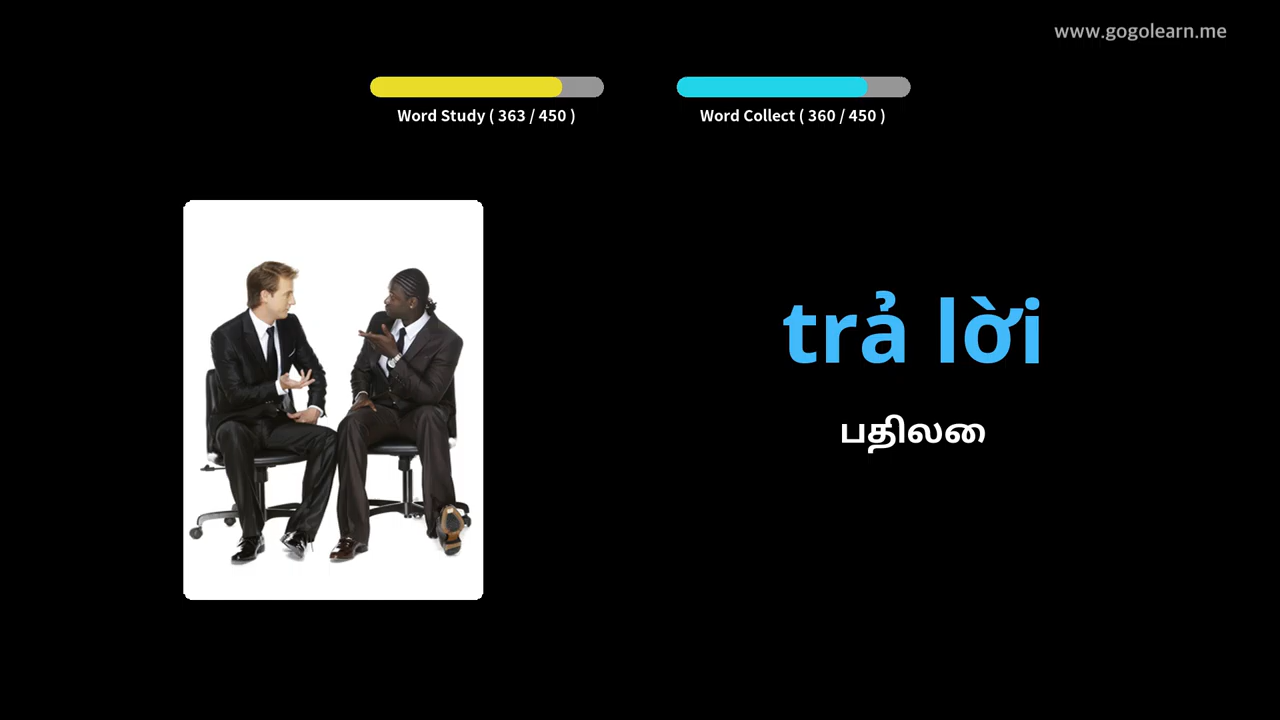 www.gogolearn.me
Word Study ( 363 / 450 )
Word Collect ( 360 / 450 )
trả lời
பதிலை